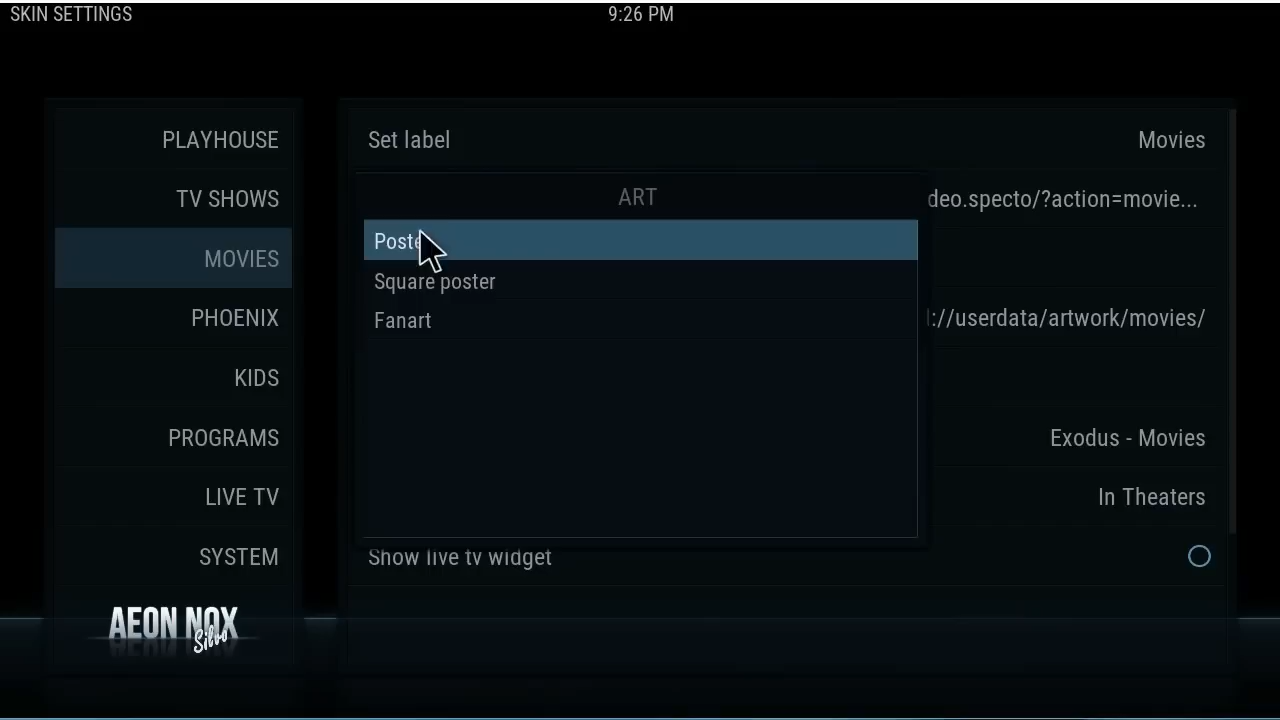 SKIN SETTINGS
9:26 PM
PLAYHOUSE
TV SHOWS
MOVIES
PHOENIX
KIDS
PROGRAMS
LIVE TV
SYSTEM
AEON NOX
Silvo
Set label
Movies
deo.specto/?action=movie...
ART
Poste
Square poster
Fanart
://userdata/artwork/movies/
Exodus - Movies
In Theaters
Show live tv widget